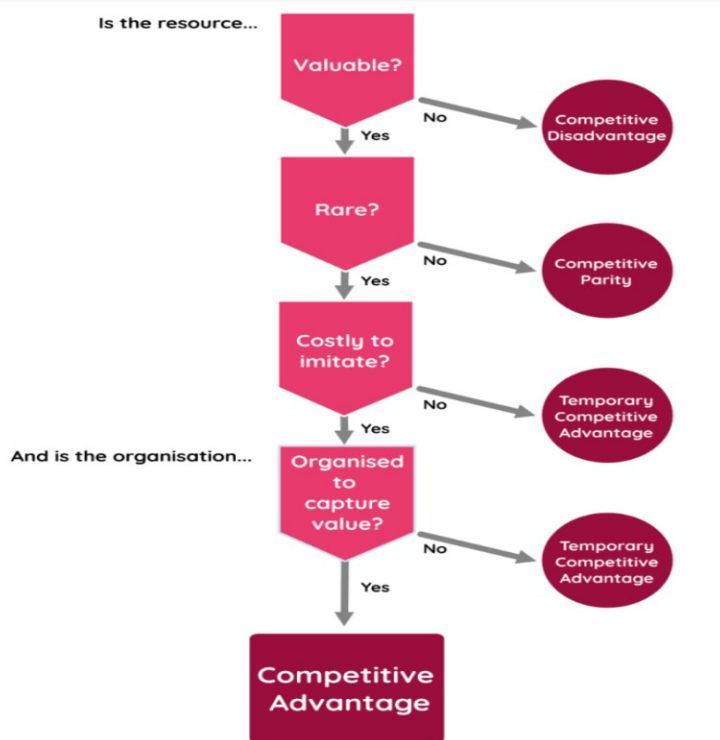 Is the resource...
Valuable?
No
Competitive
Disadvantage
Yes
Rare?
No
Competitive
Parity
Yes
Costly to
imitate?
No
Temporary
Competitive
Advantage
Yes
And is the organisation...
Organised
to
capture
value?
No
Temporary
Competitive
Advantage
Yes
Competitive
Advantage